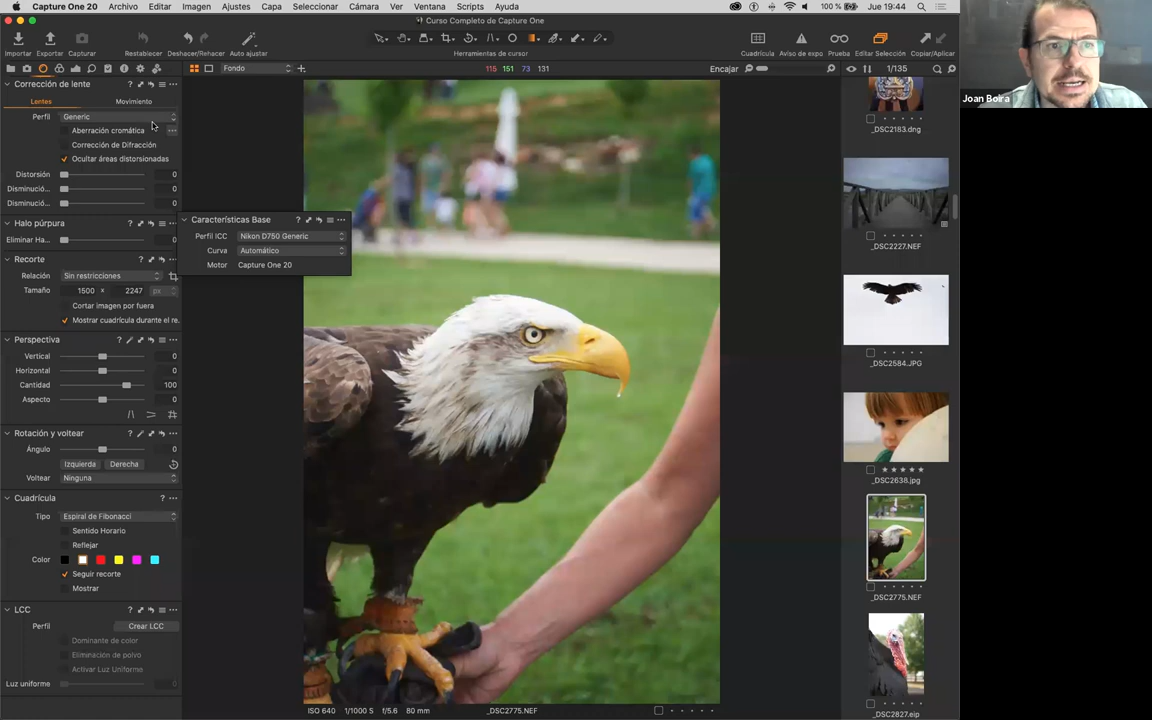 Capture One 20 Archivo Editar Imagen Ajustes Capa Seleccionar Cámara Ver Ventana Scripts Ayuda 100 % Jue 19:44
Curso Completo de Capture One
Importar Exportar Capturar Restablecer Deshacer/Rehacer Auto ajustar Herramientas de cursor Cuadrícula Aviso de expo Prueba Editar Selección Copiar/Aplicar
Fondo 115 151 73 131 Encajar 1/135
Corrección de lente
Lentes Movimiento
Perfil Generic
Aberración cromática
Corrección de Difracción
Ocultar áreas distorsionadas
Distorsión 0
Disminució... 0
Disminució... 0
Halo púrpura
Eliminar Ha... 0
Recorte
Relación Sin restricciones
Tamaño 1500 x 2247 px
Cortar imagen por fuera
Mostrar cuadrícula durante el re.
Perspectiva
Vertical 0
Horizontal 0
Cantidad 100
Aspecto 0
Rotación y voltear
Ángulo 0
Izquierda Derecha
Voltear Ninguna
Cuadrícula
Tipo Espiral de Fibonacci
Sentido Horario
Reflejar
Color
Seguir recorte
Mostrar
LCC
Perfil Crear LCC
Dominante de color
Eliminación de polvo
Activar Luz Uniforme
Luz uniforme 0
Características Base
Perfil ICC Nikon D750 Generic
Curva Automático
Motor Capture One 20
ISO 640 1/1000 S f/5.6 80 mm _DSC2775.NEF
_DSC2183.dng
_DSC2227.NEF
_DSC2584.JPG
_DSC2638.jpg
_DSC2775.NEF
_DSC2827.eip
Joan Boira